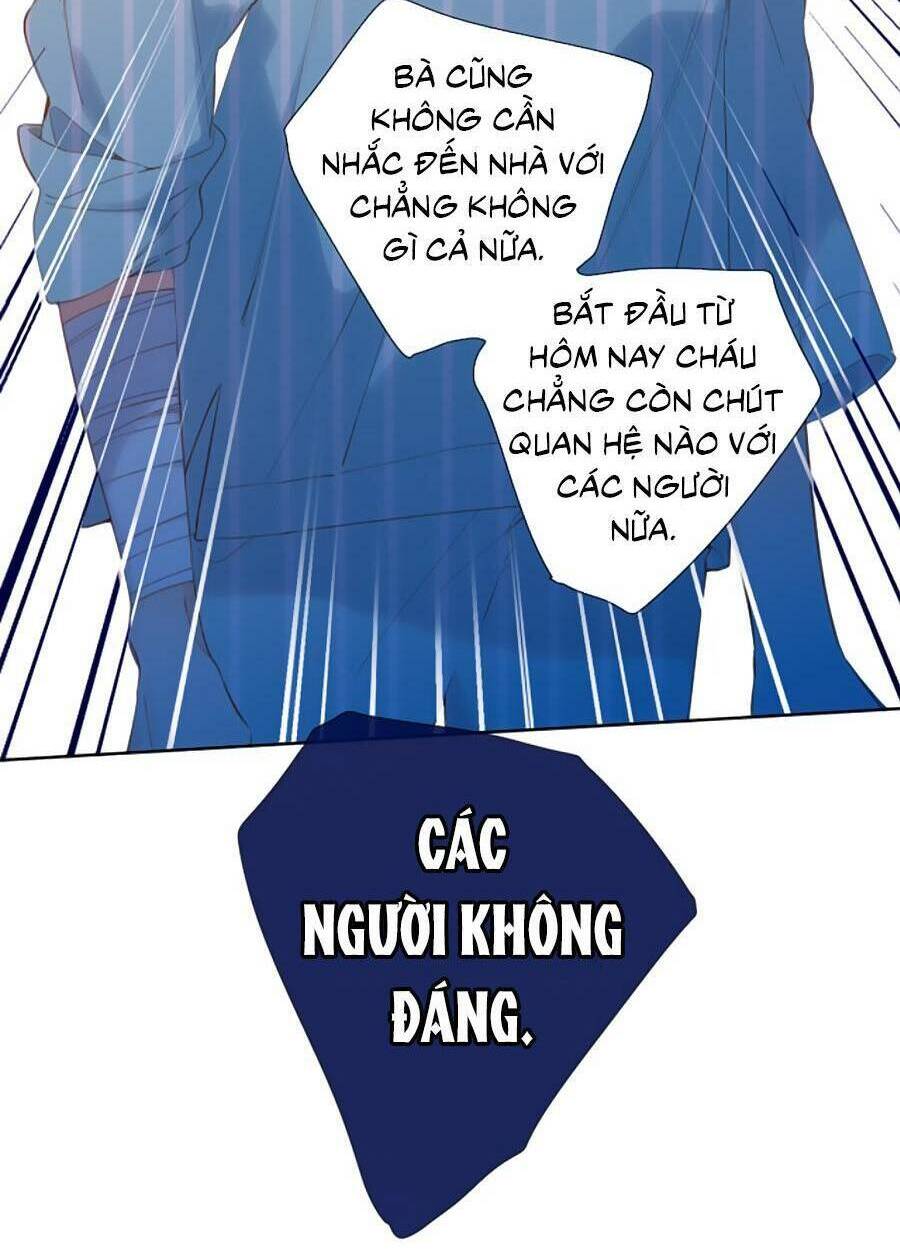 BÀ CŨNG
KHÔNG CẦN
NHẮC ĐẾN NHÀ VỚI
CHẲNG KHÔNG
GÌ CẢ NỮA.
BẮT ĐẦU TỪ
HÔM NAY CHÁU
CHẲNG CÒN CHÚT
QUAN HỆ NÀO VỚI
CÁC NGƯỜI
NỮA.
CÁC
NGƯỜI KHÔNG
ĐÁNG.